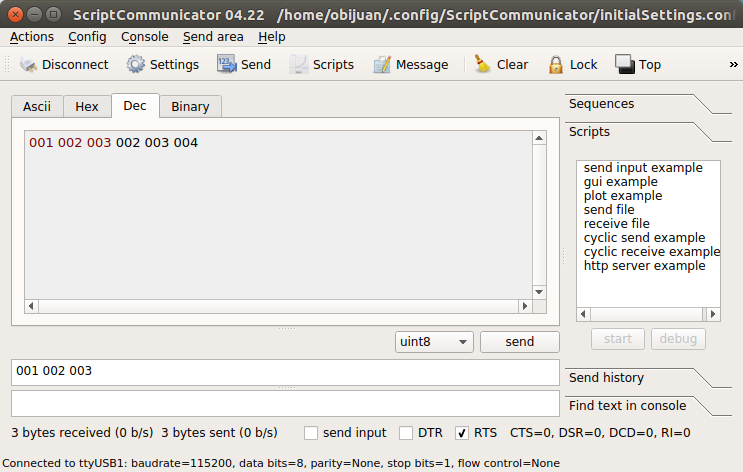 ScriptCommunicator 04.22 /home/obijuan/.config/ScriptCommunicator/initialSettings.conf
Actions Config Console Send area Help
Disconnect Settings Send Scripts Message Clear Lock Top »
Ascii Hex Dec Binary
001 002 003 002 003 004
uint8 send
001 002 003
3 bytes received (0 b/s) 3 bytes sent (0 b/s) send input DTR RTS CTS=0, DSR=0, DCD=0, RI=0
Sequences
Scripts
send input example
gui example
plot example
send file
receive file
cyclic send example
cyclic receive example
http server example
start debug
Send history
Find text in console
Connected to ttyUSB1: baudrate=115200, data bits=8, parity=None, stop bits=1, flow control=None